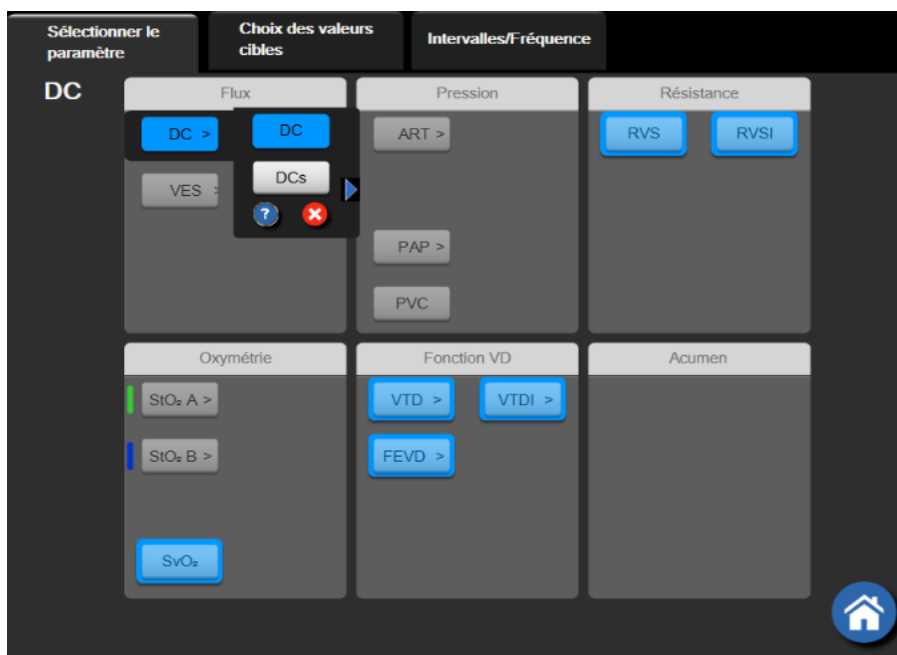 Sélectionner le
paramètre
Choix des valeurs
cibles
Intervalles/Fréquence
DC
Flux
DC >
DC
DCs
VES >
?
Pression
ART >
PAP >
PVC
Résistance
RVS
RVSI
Oxymétrie
StO₂ A >
StO₂ B >
SvO₂
Fonction VD
VTD >
VTDI >
FEVD >
Acumen